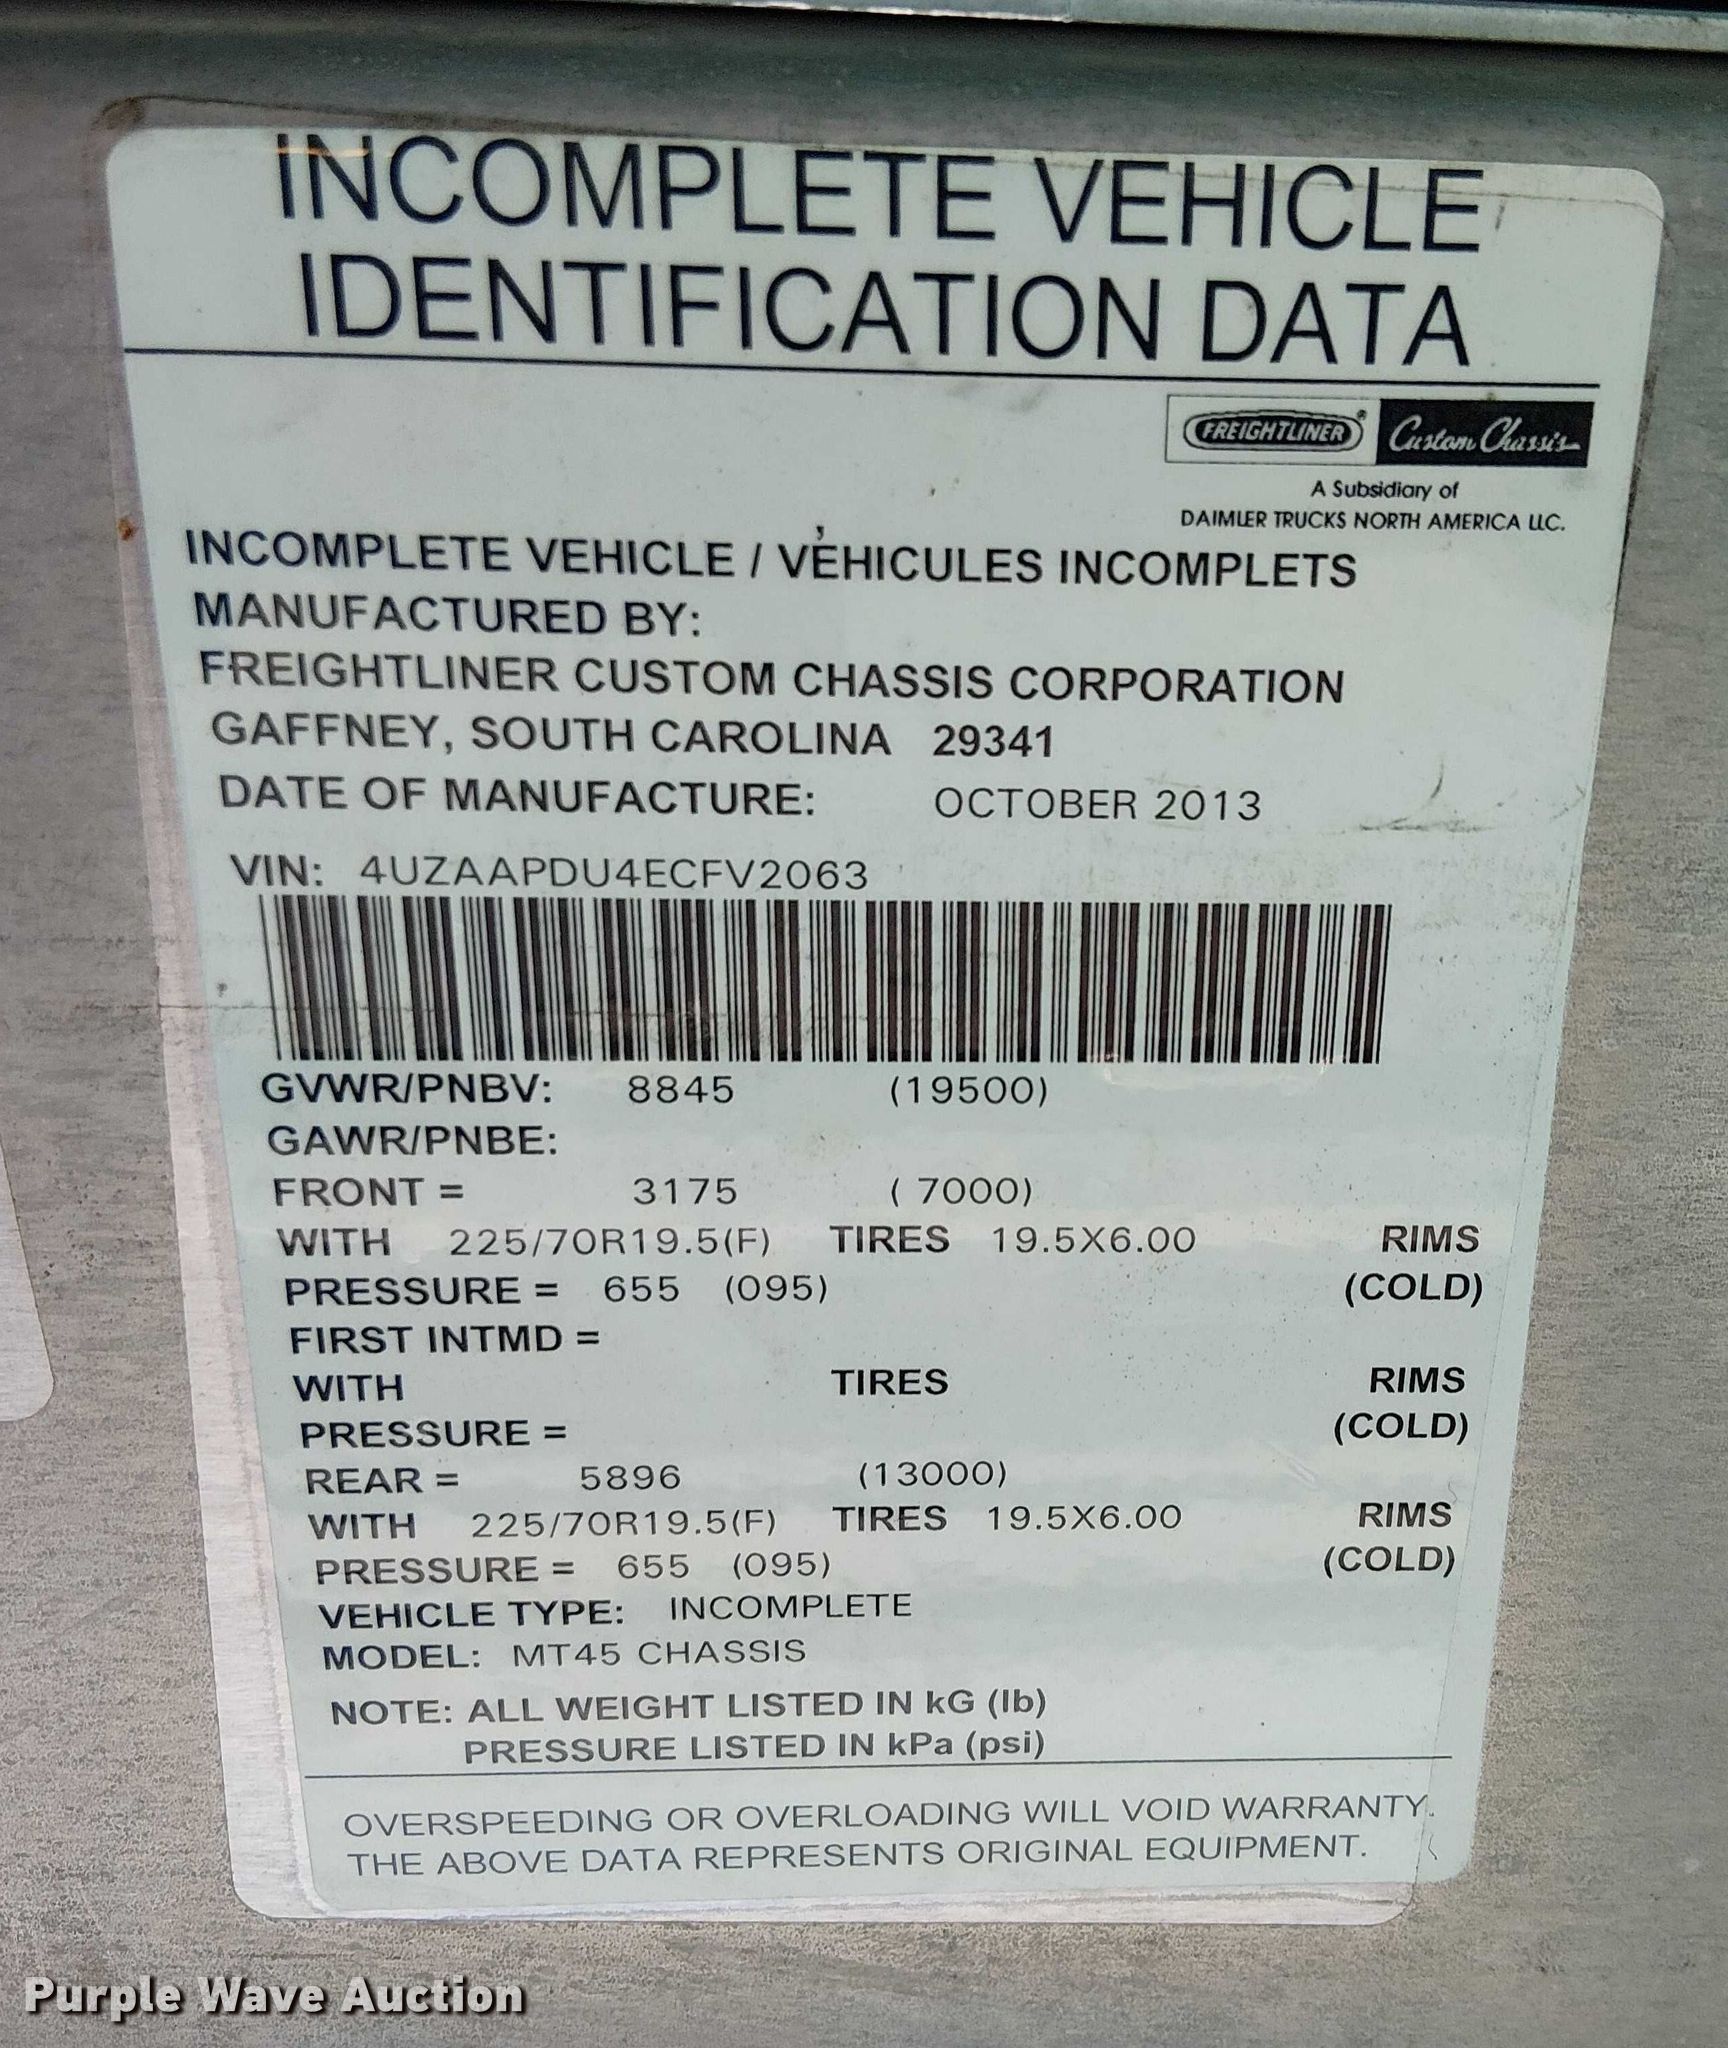 INCOMPLETE VEHICLE
IDENTIFICATION DATA
FREIGHTLINER® Custom Chassis
A Subsidiary of
DAIMLER TRUCKS NORTH AMERICA LLC.
INCOMPLETE VEHICLE / VÉHICULES INCOMPLETS
MANUFACTURED BY:
FREIGHTLINER CUSTOM CHASSIS CORPORATION
GAFFNEY, SOUTH CAROLINA 29341
DATE OF MANUFACTURE: OCTOBER 2013
VIN: 4UZAAPDU4ECFV2063
GVWR/PNBV: 8845 (19500)
GAWR/PNBE:
FRONT = 3175 ( 7000)
WITH 225/70R19.5(F) TIRES 19.5X6.00 RIMS
PRESSURE = 655 (095) (COLD)
FIRST INTMD =
WITH TIRES RIMS
PRESSURE = (COLD)
REAR = 5896 (13000)
WITH 225/70R19.5(F) TIRES 19.5X6.00 RIMS
PRESSURE = 655 (095) (COLD)
VEHICLE TYPE: INCOMPLETE
MODEL: MT45 CHASSIS
NOTE: ALL WEIGHT LISTED IN kG (lb)
PRESSURE LISTED IN kPa (psi)
OVERSPEEDING OR OVERLOADING WILL VOID WARRANTY.
THE ABOVE DATA REPRESENTS ORIGINAL EQUIPMENT.
Purple Wave Auction